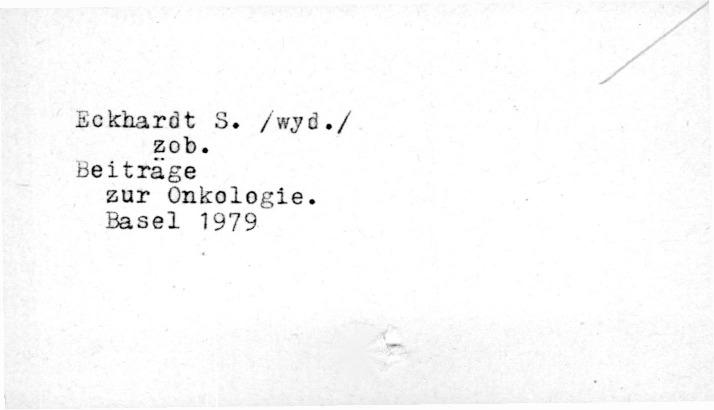 Eckhardt S. /wyd./
zob.
Beiträge
zur Onkologie.
Basel 1979